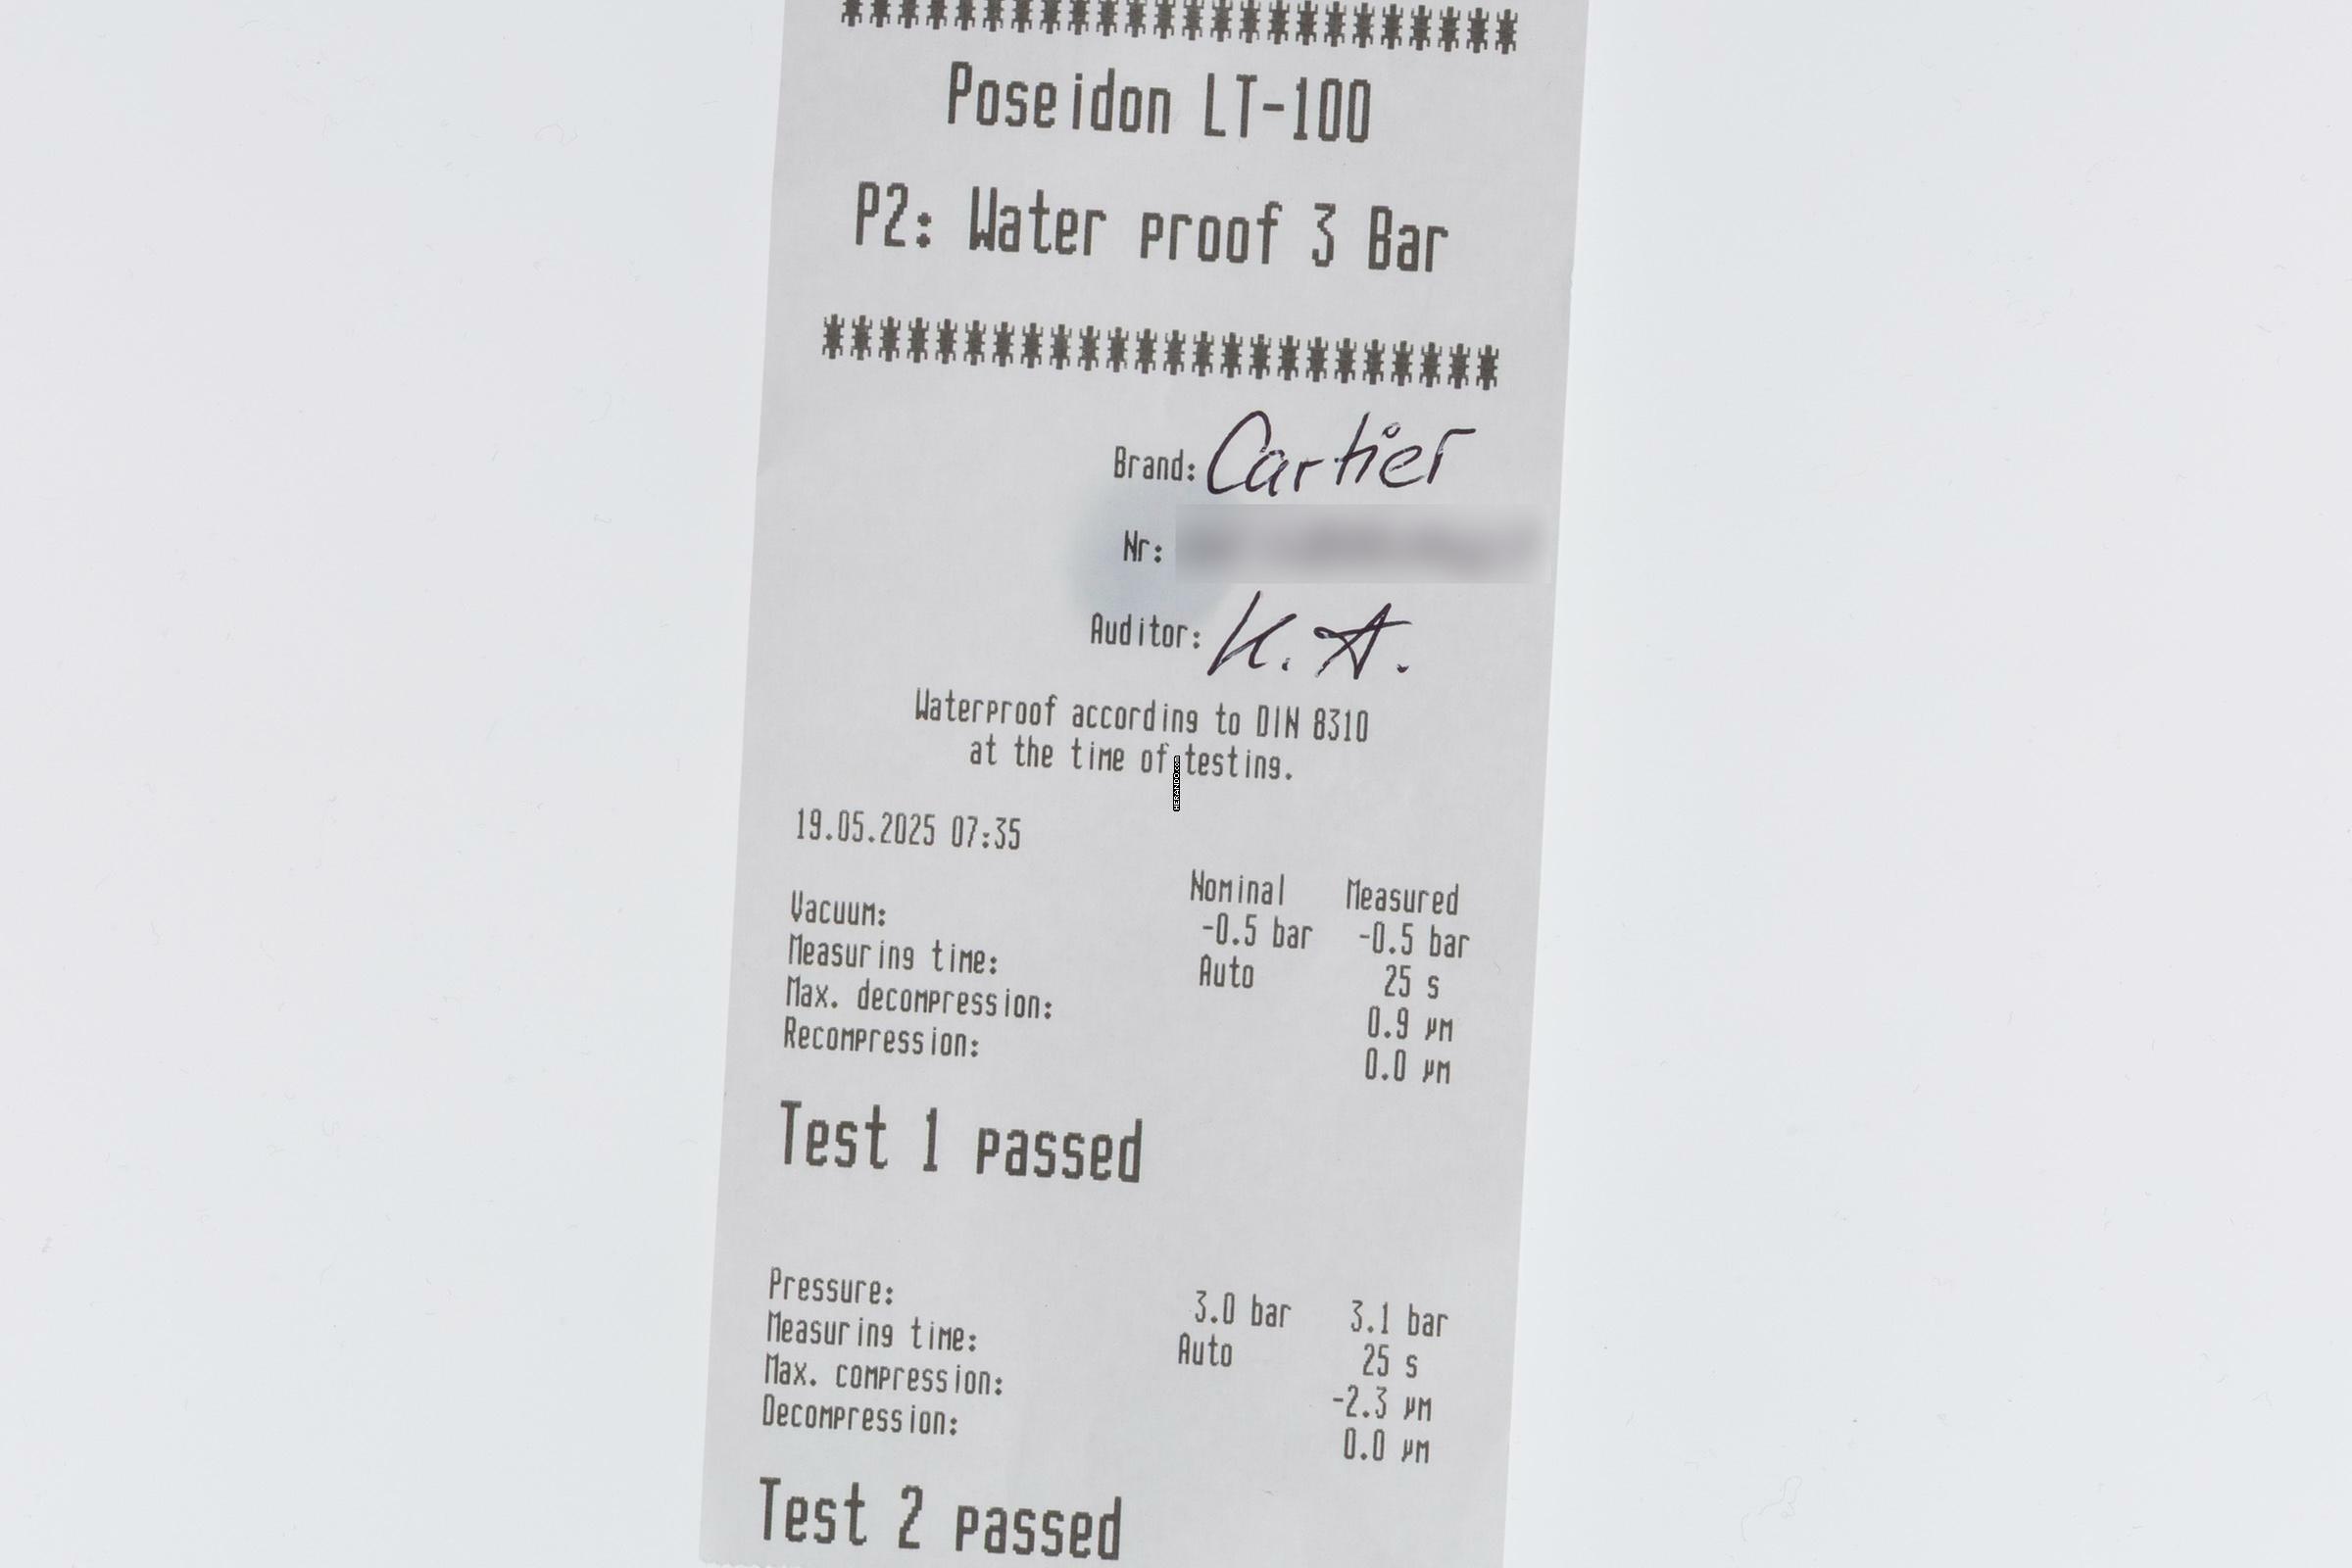 ************************
Poseidon LT-100
P2: Water proof 3 Bar
************************
Brand: Cartier
Nr:
Auditor: K. A.
Waterproof according to DIN 8310
at the time of testing.
HERANDO.com
19.05.2025 07:35
Nominal Measured
Vacuum: -0.5 bar -0.5 bar
Measuring time: Auto 25 s
Max. decompression: 0.9 µm
Recompression: 0.0 µm
Test 1 passed
Pressure: 3.0 bar 3.1 bar
Measuring time: Auto 25 s
Max. compression: -2.3 µm
Decompression: 0.0 µm
Test 2 passed